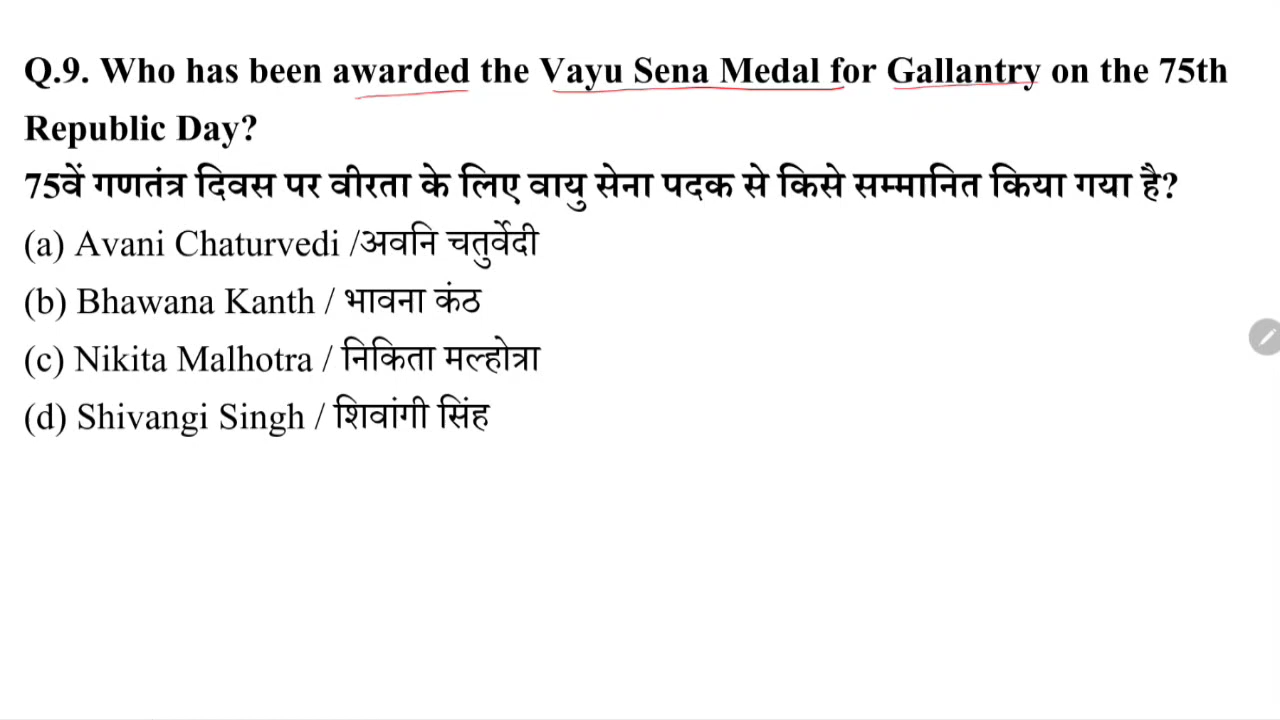 Q.9. Who has been awarded the Vayu Sena Medal for Gallantry on the 75th
Republic Day?
75वें गणतंत्र दिवस पर वीरता के लिए वायु सेना पदक से किसे सम्मानित किया गया है?
(a) Avani Chaturvedi /अवनि चतुर्वेदी
(b) Bhawana Kanth / भावना कंठ
(c) Nikita Malhotra / निकिता मल्होत्रा
(d) Shivangi Singh / शिवांगी सिंह